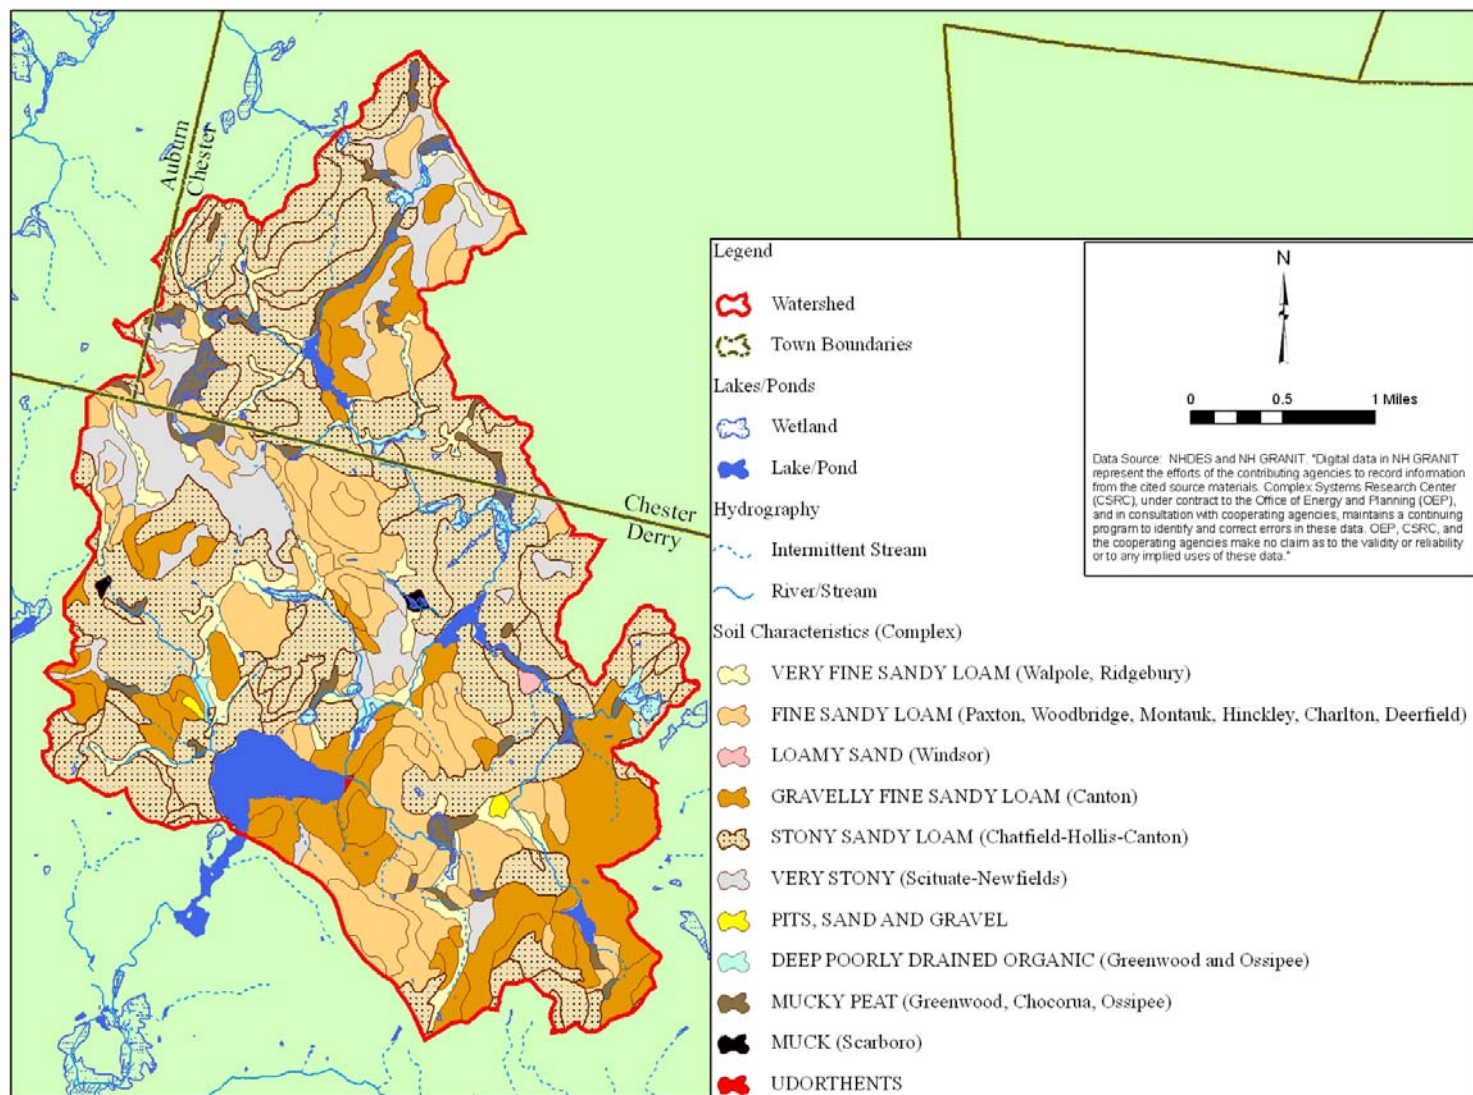 Auburn
Chester
Chester
Derry
Legend
Watershed
Town Boundaries
Lakes/Ponds
Wetland
Lake/Pond
Hydrography
Intermittent Stream
River/Stream
Soil Characteristics (Complex)
VERY FINE SANDY LOAM (Walpole, Ridgebury)
FINE SANDY LOAM (Paxton, Woodbridge, Montauk, Hinckley, Charlton, Deerfield)
LOAMY SAND (Windsor)
GRAVELLY FINE SANDY LOAM (Canton)
STONY SANDY LOAM (Chatfield-Hollis-Canton)
VERY STONY (Scituate-Newfields)
PITS, SAND AND GRAVEL
DEEP POORLY DRAINED ORGANIC (Greenwood and Ossipee)
MUCKY PEAT (Greenwood, Chocorua, Ossipee)
MUCK (Scarboro)
UDORTHENTS
N
0 0.5 1 Miles
Data Source: NHDES and NH GRANIT. "Digital data in NH GRANIT
represent the efforts of the contributing agencies to record information
from the cited source materials. Complex Systems Research Center
(CSRC), under contract to the Office of Energy and Planning (OEP),
and in consultation with cooperating agencies, maintains a continuing
program to identify and correct errors in these data. OEP, CSRC, and
the cooperating agencies make no claim as to the validity or reliability
or to any implied uses of these data."